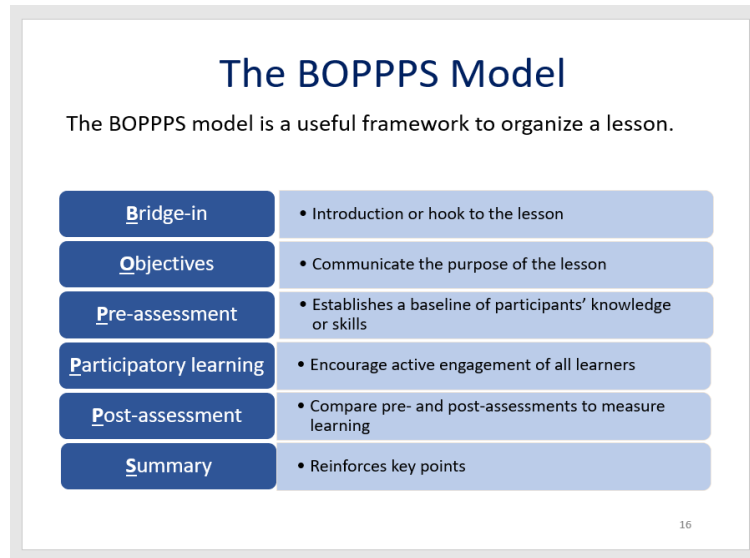 The BOPPPS Model
The BOPPPS model is a useful framework to organize a lesson.
Bridge-in
• Introduction or hook to the lesson
Objectives
• Communicate the purpose of the lesson
Pre-assessment
• Establishes a baseline of participants’ knowledge
or skills
Participatory learning
• Encourage active engagement of all learners
Post-assessment
• Compare pre- and post-assessments to measure
learning
Summary
• Reinforces key points
16